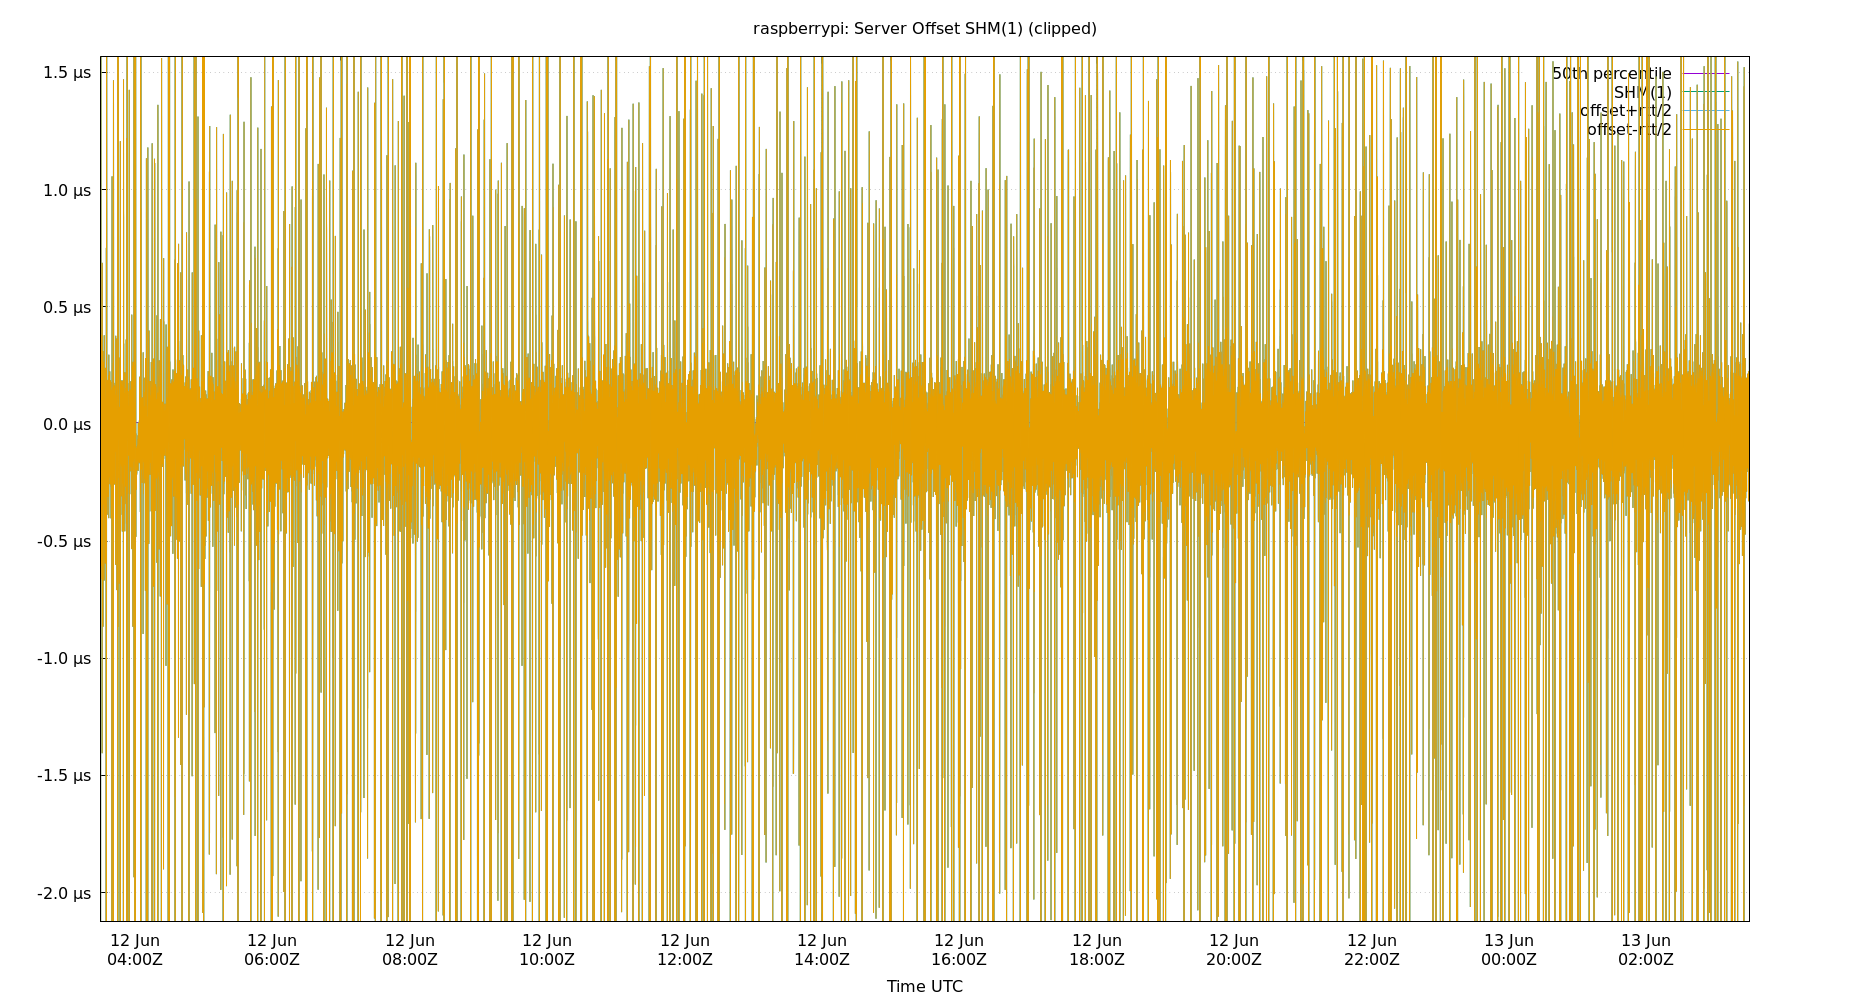 raspberrypi: Server Offset SHM(1) (clipped)
1.5 µs
1.0 µs
0.5 µs
0.0 µs
-0.5 µs
-1.0 µs
-1.5 µs
-2.0 µs
50th percentile
SHM(1)
offset+rtt/2
offset-rtt/2
12 Jun 12 Jun 12 Jun 12 Jun 12 Jun 12 Jun 12 Jun 12 Jun 12 Jun 12 Jun 13 Jun 13 Jun
04:00Z 06:00Z 08:00Z 10:00Z 12:00Z 14:00Z 16:00Z 18:00Z 20:00Z 22:00Z 00:00Z 02:00Z
Time UTC